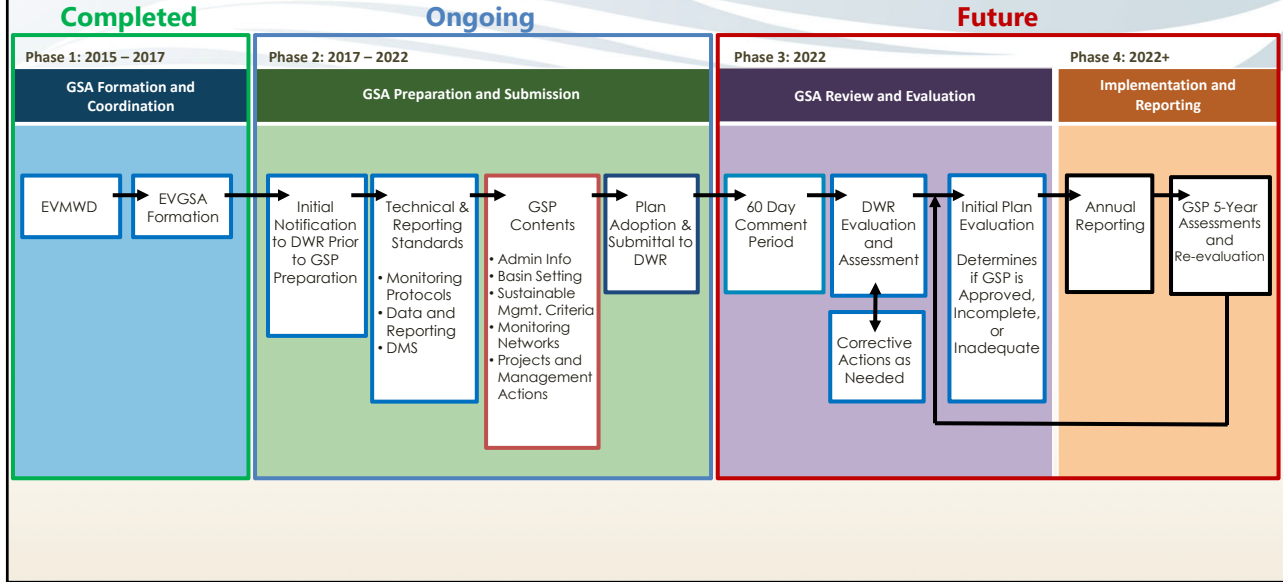 Completed
Ongoing
Future
Phase 1: 2015 – 2017
Phase 2: 2017 – 2022
Phase 3: 2022
Phase 4: 2022+
GSA Formation and
Coordination
GSA Preparation and Submission
GSA Review and Evaluation
Implementation and
Reporting
EVMWD
EVGSA
Formation
Initial
Notification
to DWR Prior
to GSP
Preparation
Technical &
Reporting
Standards
• Monitoring
Protocols
• Data and
Reporting
• DMS
GSP
Contents
• Admin Info
• Basin Setting
• Sustainable
Mgmt. Criteria
• Monitoring
Networks
• Projects and
Management
Actions
Plan
Adoption &
Submittal to
DWR
60 Day
Comment
Period
DWR
Evaluation
and
Assessment
Corrective
Actions as
Needed
Initial Plan
Evaluation
Determines
if GSP is
Approved,
Incomplete,
or
Inadequate
Annual
Reporting
GSP 5-Year
Assessments
and
Re-evaluation